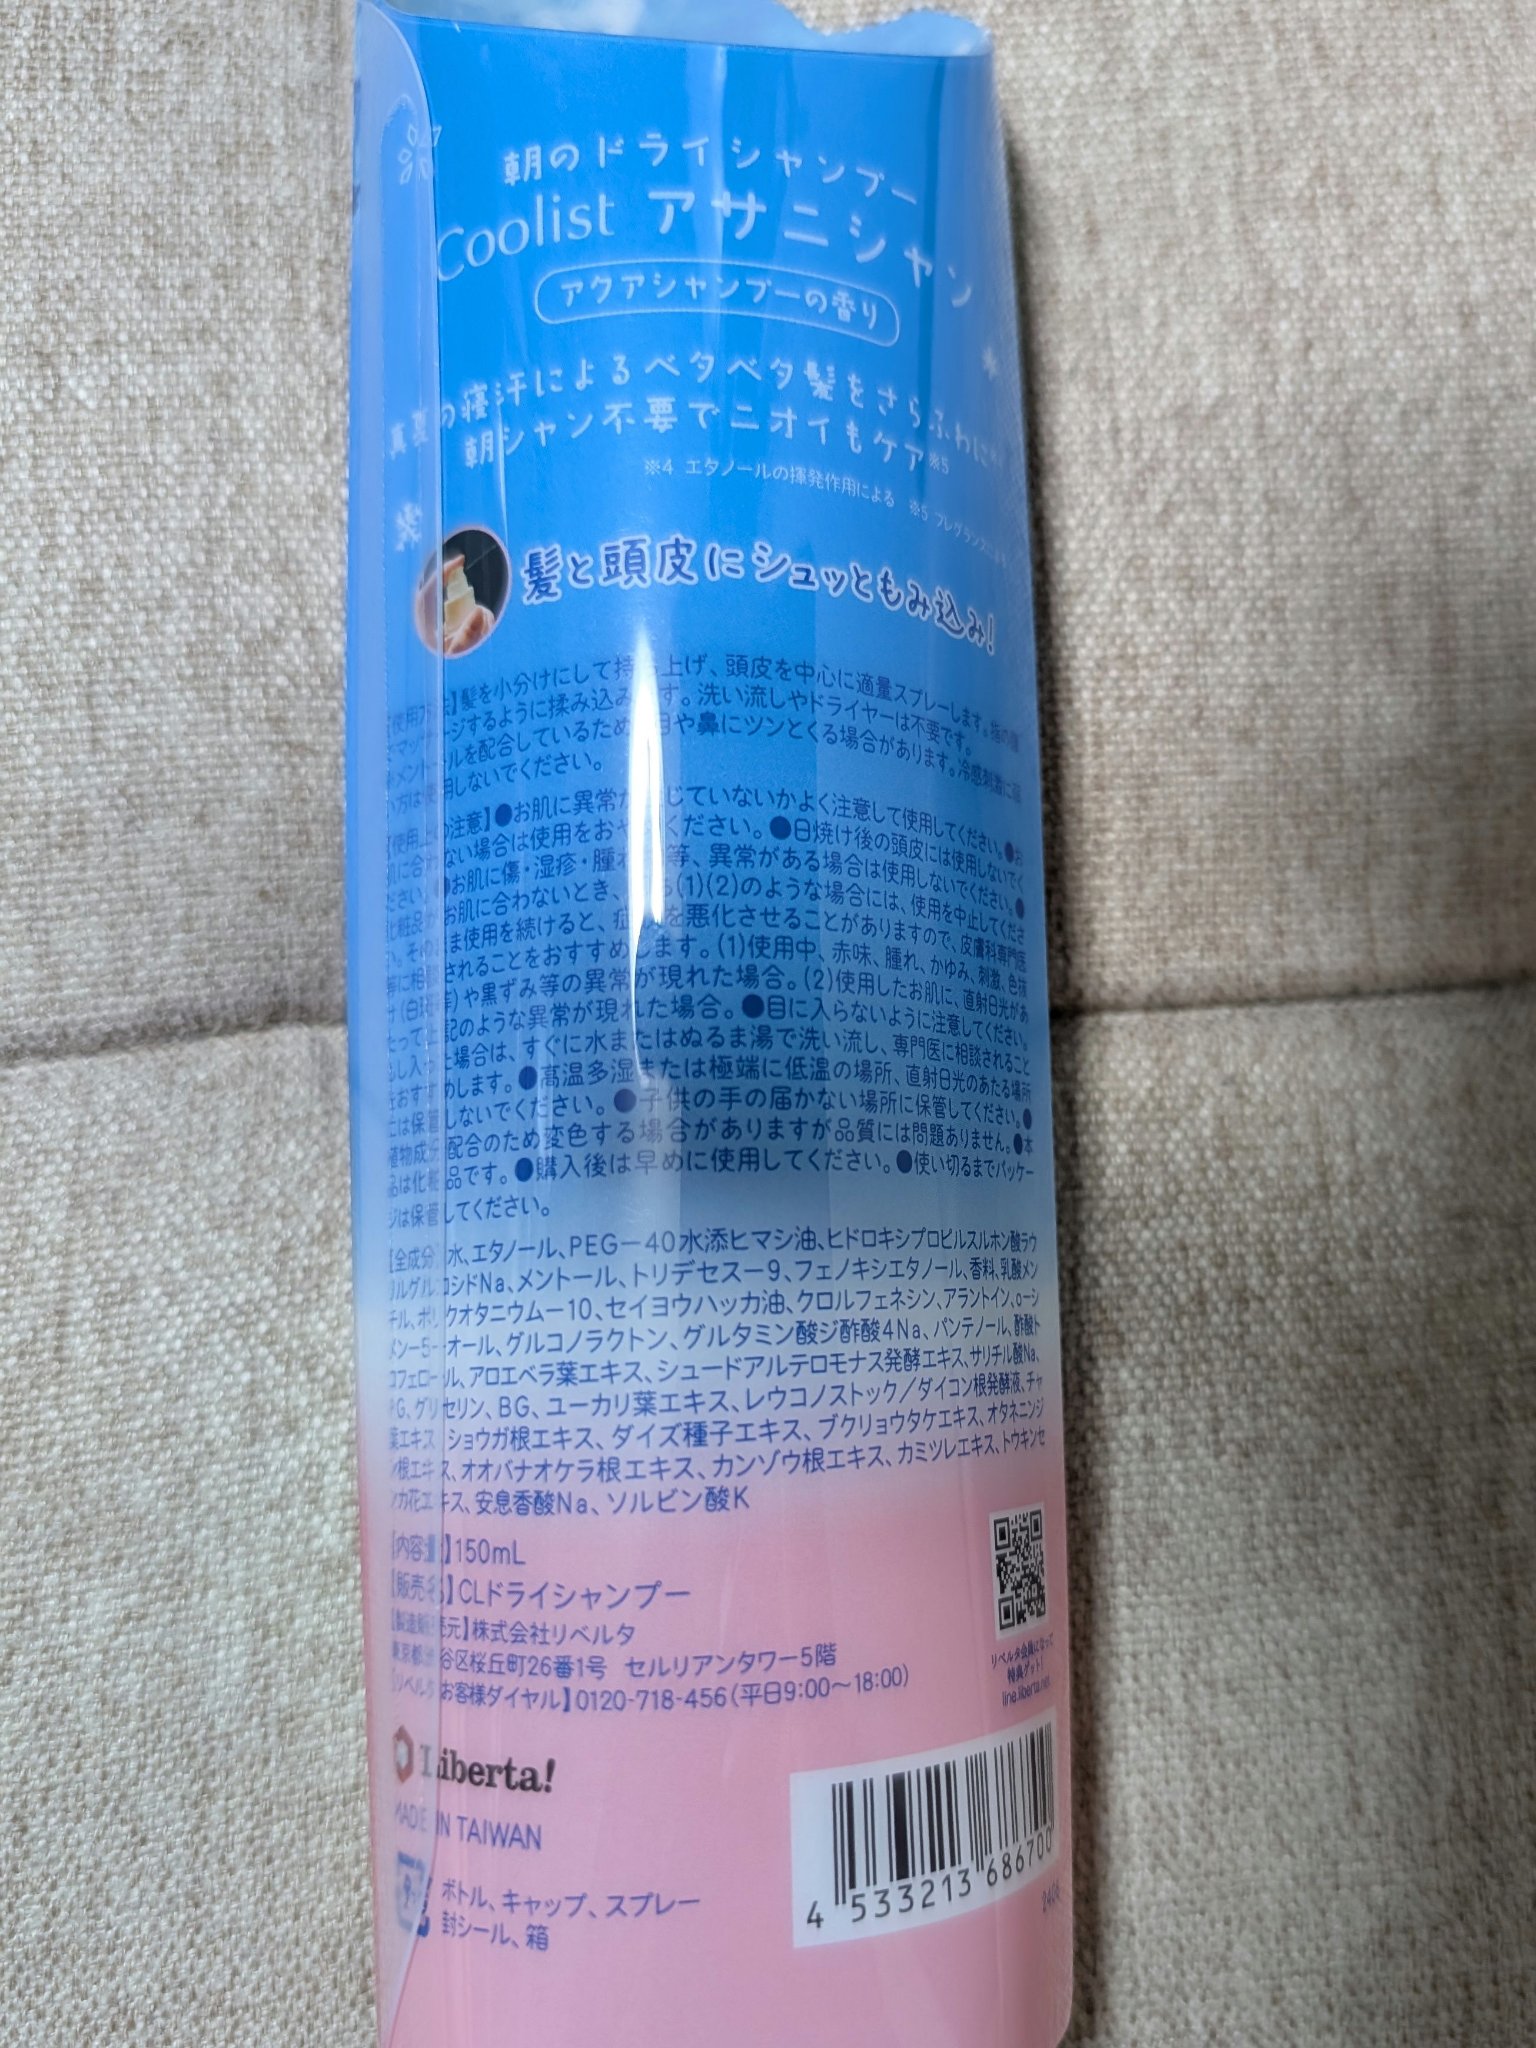 朝のドライシャンプー
Coolist アサニシャン
アクアシャンプーの香り
真夏の寝汗によるベタベタ髪をさらふわに
朝シャン不要でニオイもケア※5
※4 エタノールの揮発作用による ※5 フレグランスによる
髪と頭皮にシュッともみ込み!
【使用方法】髪を小分けにして持ち上げ、頭皮を中心に適量スプレーします。指の腹
でマッサージするように揉み込みます。洗い流しやドライヤーは不要です。
※メントールを配合しているため、目や鼻にツンとくる場合があります。冷感刺激に弱
い方は使用しないでください。
【使用上の注意】●お肌に異常が生じていないかよく注意して使用してください。●お
肌に合わない場合は使用をおやめください。●日焼け後の頭皮には使用しないでく
ださい。●お肌に傷・湿疹・腫れもの等、異常がある場合は使用しないでください。●
化粧品がお肌に合わないとき、即ち(1)(2)のような場合には、使用を中止してくださ
い。そのまま使用を続けると、症状を悪化させることがありますので、皮膚科専門医
等に相談されることをおすすめします。(1)使用中、赤味、腫れ、かゆみ、刺激、色抜
け(白斑等)や黒ずみ等の異常が現れた場合。(2)使用したお肌に、直射日光があ
たって上記のような異常が現れた場合。●目に入らないように注意してください。
もし入った場合は、すぐに水またはぬるま湯で洗い流し、専門医に相談されること
をおすすめします。●高温多湿または極端に低温の場所、直射日光のあたる場所
には保管しないでください。●子供の手の届かない場所に保管してください。●
植物成分配合のため変色する場合がありますが品質には問題ありません。●本
品は化粧品です。●購入後は早めに使用してください。●使い切るまでパッケー
ジは保管してください。
【全成分】水、エタノール、PEG－40水添ヒマシ油、ヒドロキシプロピルスルホン酸ラウ
リルグルコシドNa、メントール、トリデセス－9、フェノキシエタノール、香料、乳酸メン
チル、ポリクオタニウム－10、セイヨウハッカ油、クロルフェネシン、アラントイン、o－シ
メン－5－オール、グルコノラクトン、グルタミン酸ジ酢酸4Na、パンテノール、酢酸ト
コフェロール、アロエベラ葉エキス、シュードアルテロモナス発酵エキス、サリチル酸Na、
PG、グリセリン、BG、ユーカリ葉エキス、レウコノストック／ダイコン根発酵液、チャ
葉エキス、ショウガ根エキス、ダイズ種子エキス、ブクリョウタケエキス、オタネニンジ
ン根エキス、オオバナオケラ根エキス、カンゾウ根エキス、カミツレエキス、トウキンセ
ンカ花エキス、安息香酸Na、ソルビン酸K
【内容量】150mL
【販売名】CLドライシャンプー
【製造販売元】株式会社リベルタ
東京都渋谷区桜丘町26番1号 セルリアンタワー5階
【リベルタお客様ダイヤル】0120-718-456(平日9:00～18:00)
リベルタ会員になって
特典ゲット!
line.liberta.net
Liberta!
MADE IN TAIWAN
ボトル、キャップ、スプレー
封シール、箱
4 533213 686700
2406